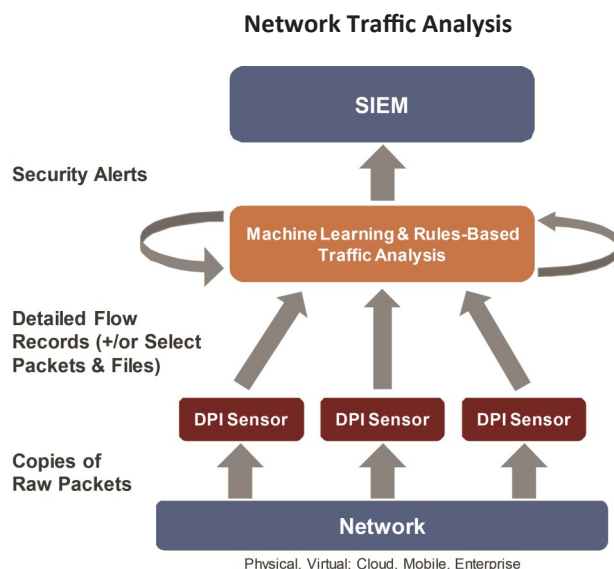 Network Traffic Analysis
SIEM
Security Alerts
Machine Learning & Rules-Based
Traffic Analysis
Detailed Flow
Records (+/or Select
Packets & Files)
DPI Sensor
DPI Sensor
DPI Sensor
Copies of
Raw Packets
Network
Physical, Virtual; Cloud, Mobile, Enterprise